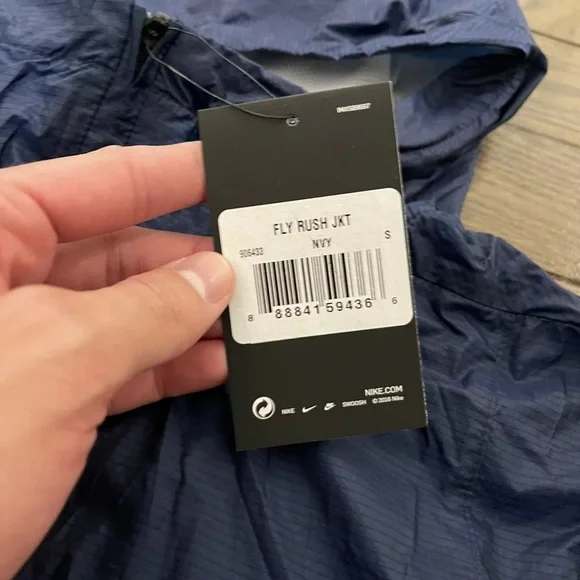 FLY RUSH JKT
NVY
S
906433
8 88841 59436 6
NIKE.COM
NIKE SWOOSH © 2016 Nike